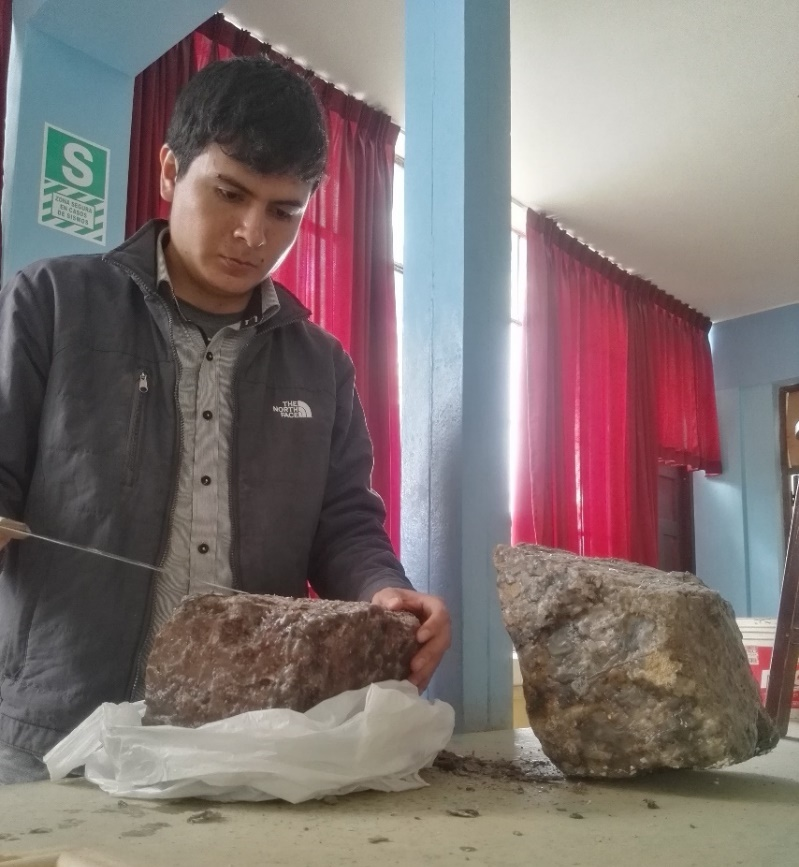 S
ZONA SEGURA
EN CASOS
DE SISMOS
THE
NORTH
FACE